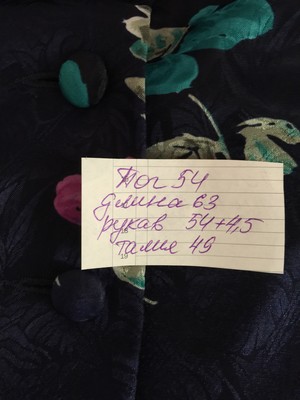 Пог 54
длина 63
рукав 54+4,5
талия 49